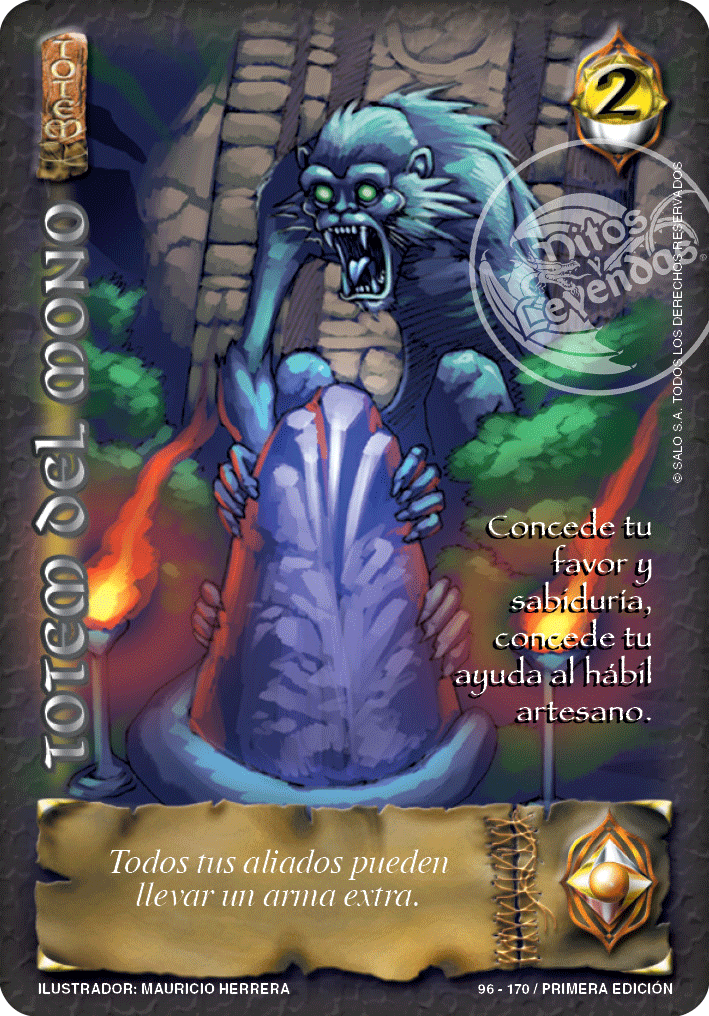 TOTEM
2
TOTEM DEL MONO
Mitos
y
Leyendas
© SALO S.A. TODOS LOS DERECHOS RESERVADOS
Concede tu
favor y
sabiduría,
concede tu
ayuda al hábil
artesano.
Todos tus aliados pueden
llevar un arma extra.
ILUSTRADOR: MAURICIO HERRERA
96 - 170 / PRIMERA EDICIÓN